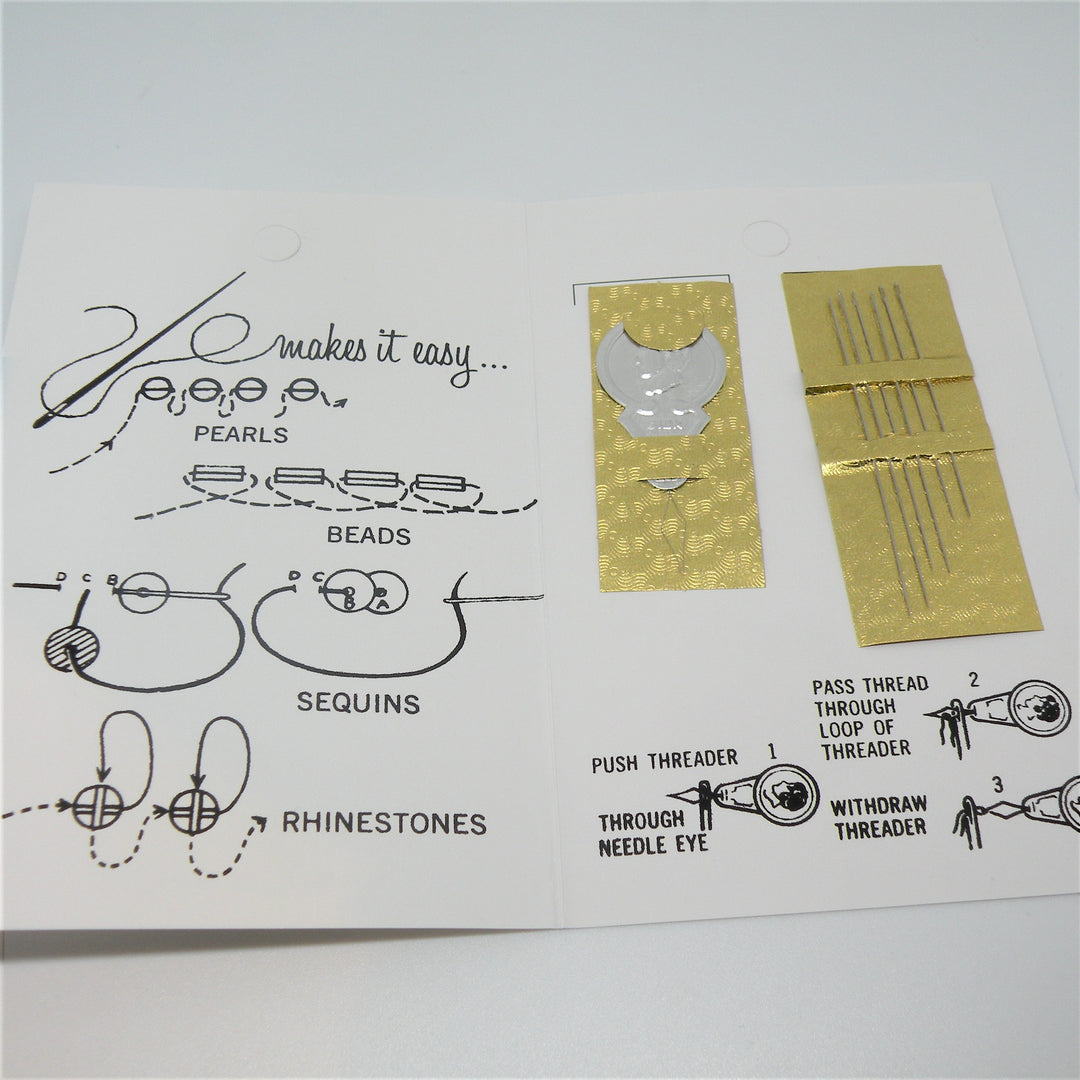 makes it easy...
PEARLS
BEADS
D C B
D C B B A
SEQUINS
RHINESTONES
PUSH THREADER 1
THROUGH
NEEDLE EYE
PASS THREAD 2
THROUGH
LOOP OF
THREADER
3
WITHDRAW
THREADER